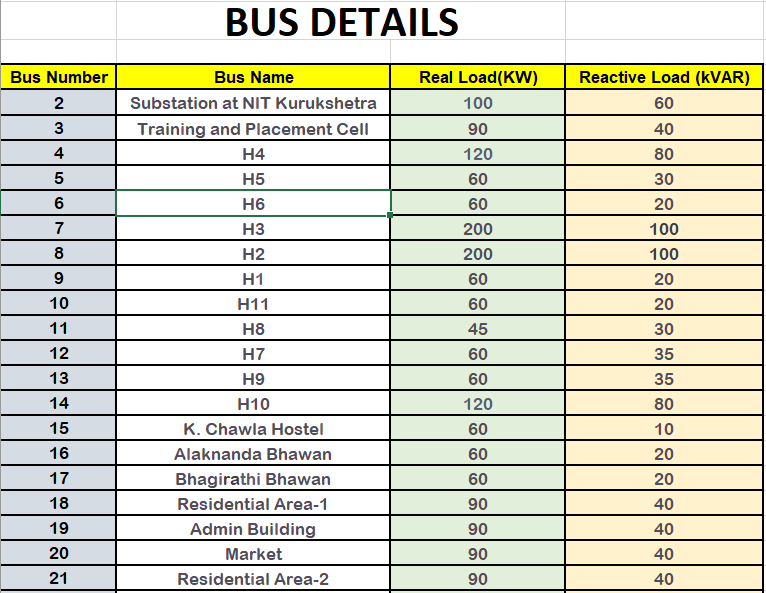 BUS DETAILS
Bus Number Bus Name Real Load(KW) Reactive Load (kVAR)
2 Substation at NIT Kurukshetra 100 60
3 Training and Placement Cell 90 40
4 H4 120 80
5 H5 60 30
6 H6 60 20
7 H3 200 100
8 H2 200 100
9 H1 60 20
10 H11 60 20
11 H8 45 30
12 H7 60 35
13 H9 60 35
14 H10 120 80
15 K. Chawla Hostel 60 10
16 Alaknanda Bhawan 60 20
17 Bhagirathi Bhawan 60 20
18 Residential Area-1 90 40
19 Admin Building 90 40
20 Market 90 40
21 Residential Area-2 90 40